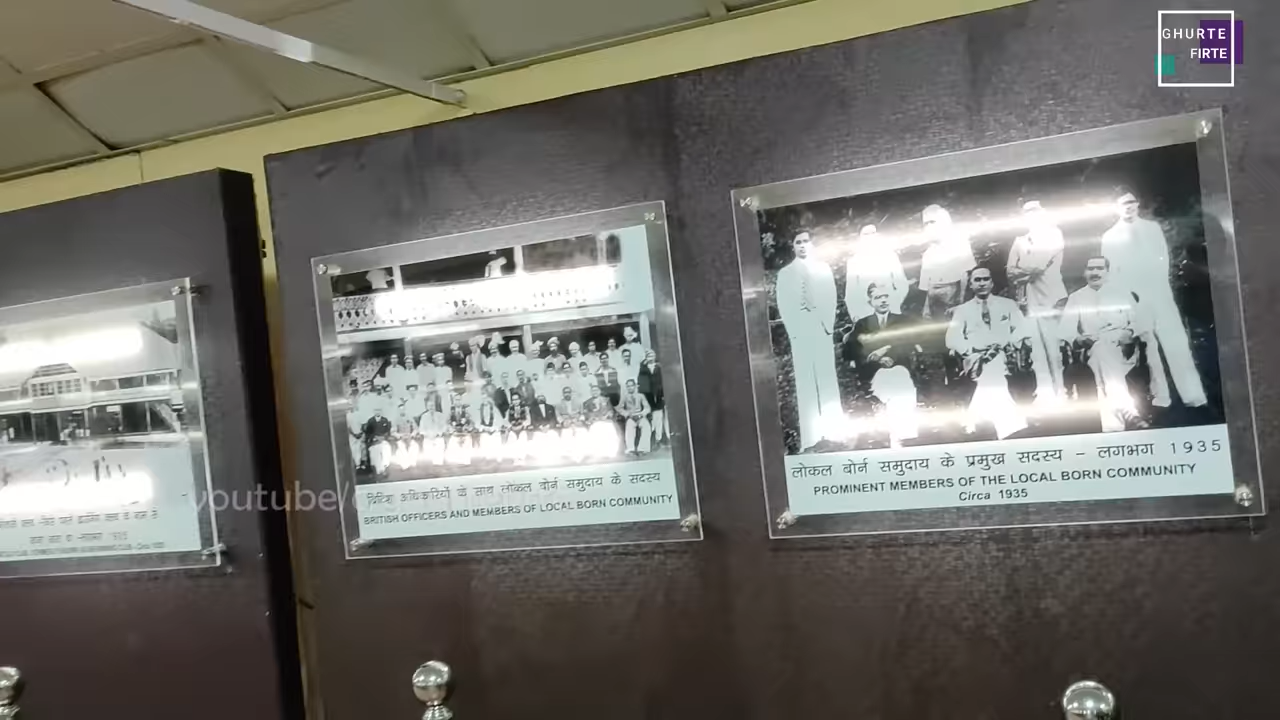 GHURTE
FIRTE
लोकल बोर्न समुदाय के प्रमुख सदस्य - लगभग 1935
PROMINENT MEMBERS OF THE LOCAL BORN COMMUNITY
Circa 1935
ब्रिटिश अधिकारियों के साथ लोकल बोर्न समुदाय के सदस्य
BRITISH OFFICERS AND MEMBERS OF LOCAL BORN COMMUNITY
youtube/